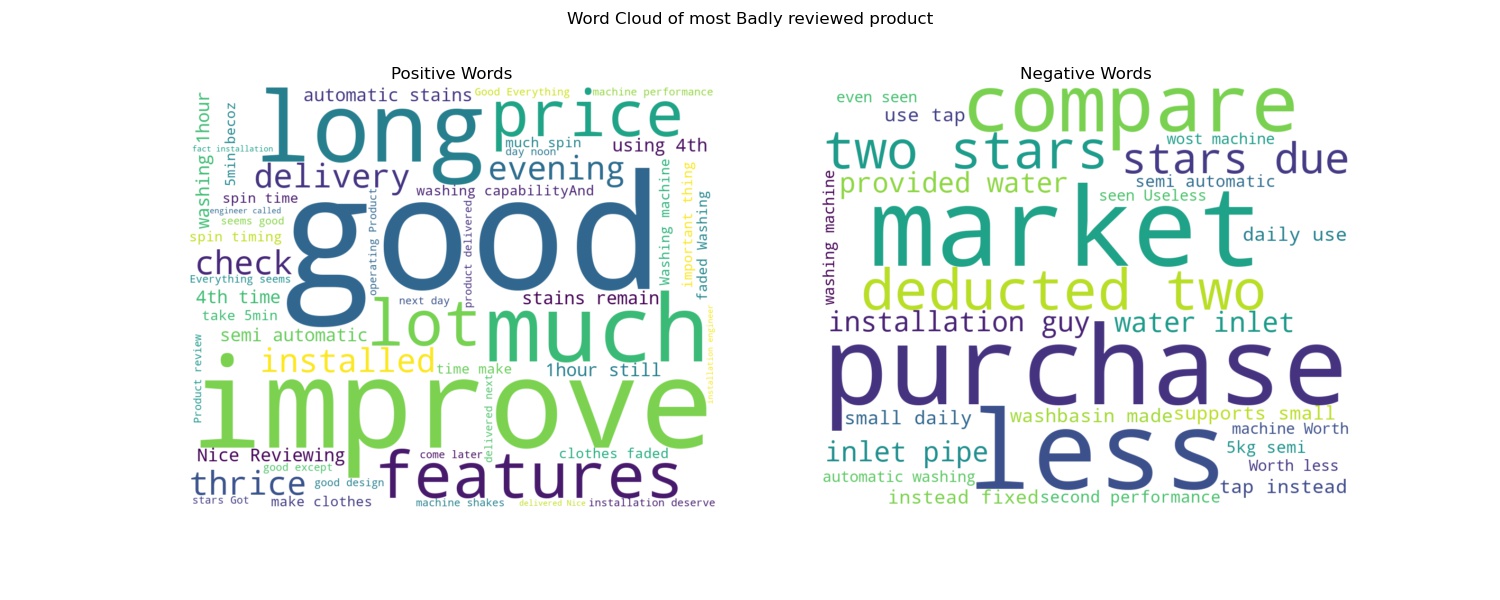 Word Cloud of most Badly reviewed product
Positive Words
Negative Words
automatic stains
Good Everything
machine performance
long
price
Washing 1hour
5min becoz
fact installation
much spin
day noon
using 4th
delivery
evening
washing capabilityAnd
spin time
engineer called
seems good
spin timing
good
operating Product
product delivered
Washing machine
important thing
faded Washing
check
Everything seems
4th time
next day
stains remain
take 5min
semi automatic
lot
much
installed
time make
1hour still
Product review
improve
delivered next
installation engineer
Nice Reviewing
come later
clothes faded
good except
thrice
good design
features
stars Got
make clothes
machine shakes
delivered Nice
installation deserve
even seen
use tap
compare
two stars
wost machine
stars due
washing machine
provided water
semi automatic
seen Useless
market
daily use
deducted two
installation guy
water inlet
purchase
small daily
less
washbasin made
supports small
machine Worth
inlet pipe
5kg semi
Worth less
automatic washing
tap instead
instead fixed
second performance